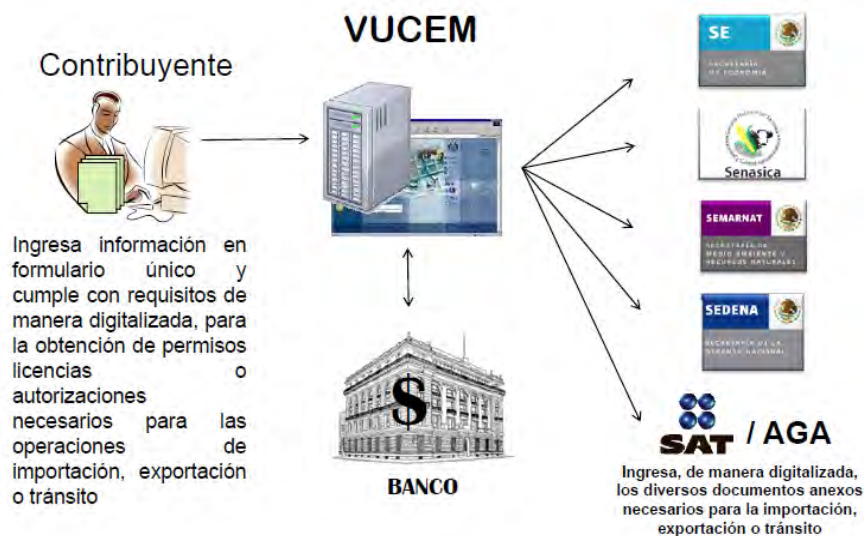 VUCEM
Contribuyente
Ingresa información en
formulario único y
cumple con requisitos de
manera digitalizada, para
la obtención de permisos
licencias o
autorizaciones
necesarios para las
operaciones de
importación, exportación
o tránsito
$
BANCO
SE
SECRETARÍA
DE ECONOMÍA
Senasica
SEMARNAT
SECRETARÍA DE
MEDIO AMBIENTE Y
RECURSOS NATURALES
SEDENA
SECRETARÍA DE LA
DEFENSA NACIONAL
SAT / AGA
Ingresa, de manera digitalizada,
los diversos documentos anexos
necesarios para la importación,
exportación o tránsito